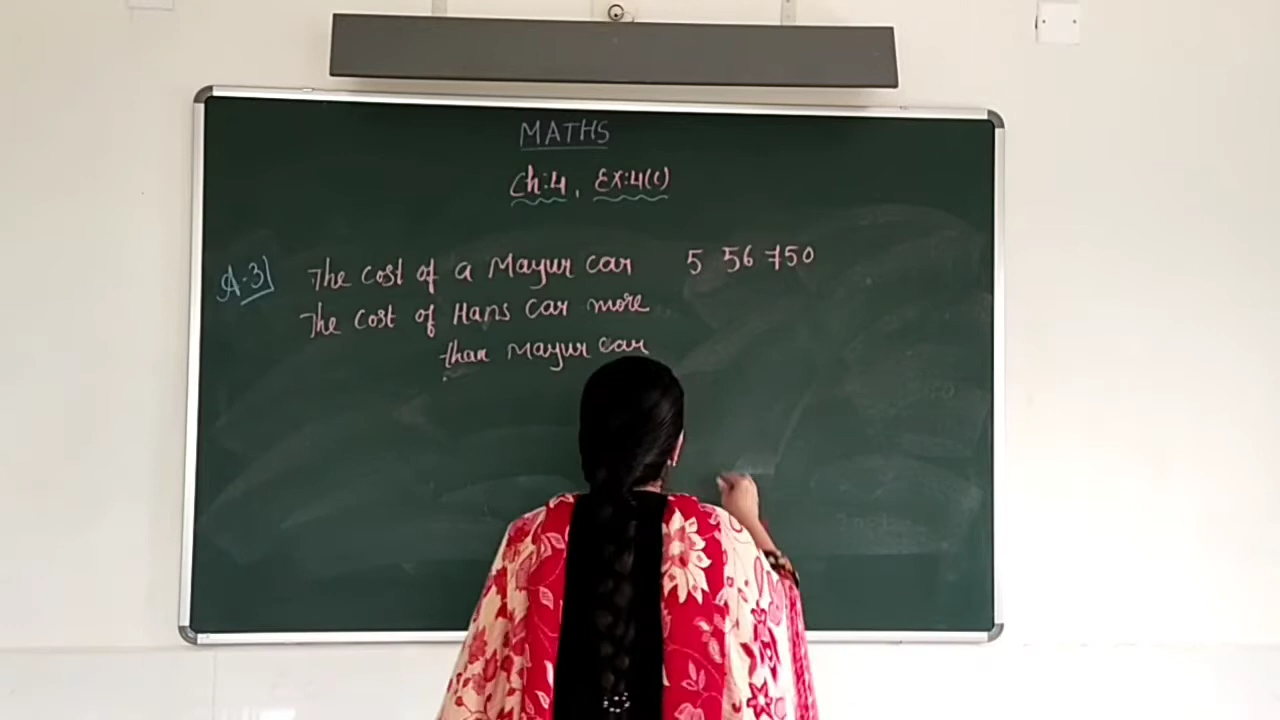 MATHS
Ch:4, Ex:4(c)
A-3] The cost of a Mayur car 5 56 750
The cost of Hans car more
than Mayur car